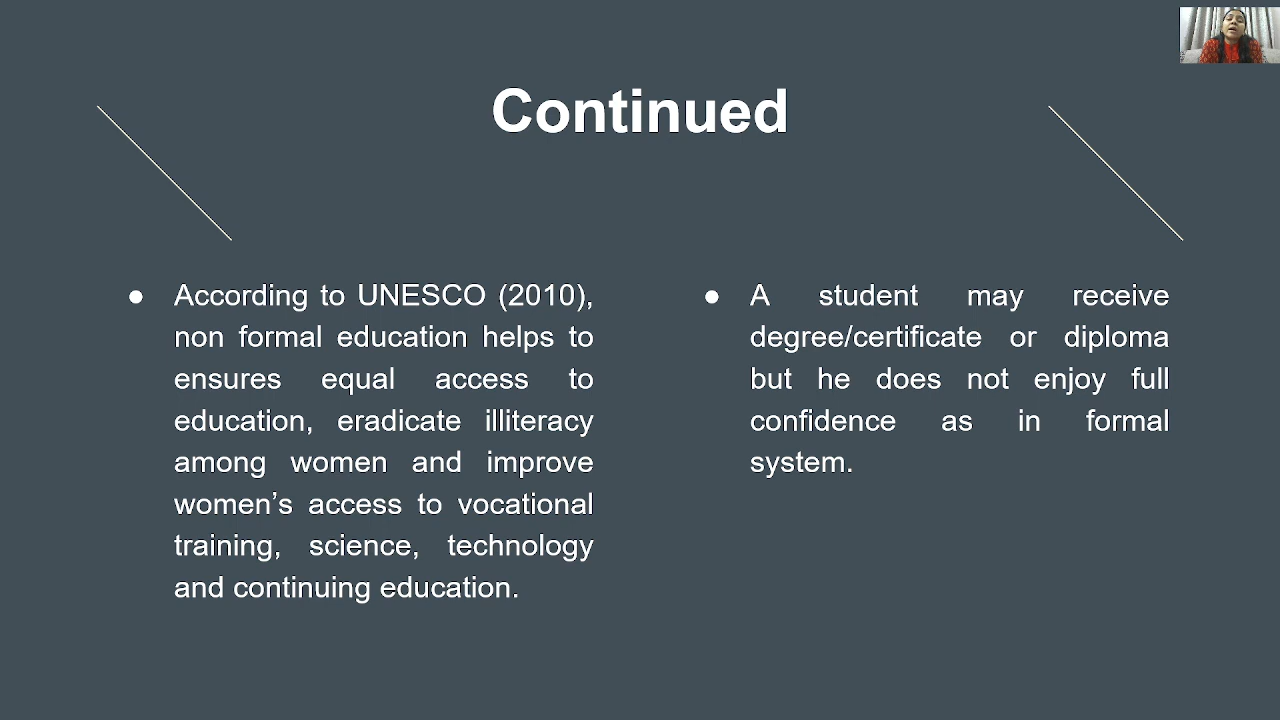 Continued
● According to UNESCO (2010),
non formal education helps to
ensures equal access to
education, eradicate illiteracy
among women and improve
women’s access to vocational
training, science, technology
and continuing education.
● A student may receive
degree/certificate or diploma
but he does not enjoy full
confidence as in formal
system.